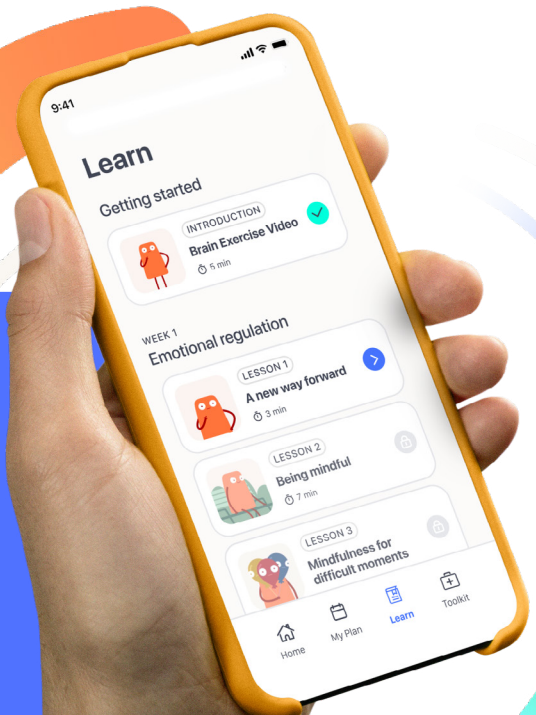 9:41
Learn
Getting started
INTRODUCTION
Brain Exercise Video
5 min
WEEK 1
Emotional regulation
LESSON 1
A new way forward
3 min
LESSON 2
Being mindful
7 min
LESSON 3
Mindfulness for
difficult moments
Home
My Plan
Learn
Toolkit